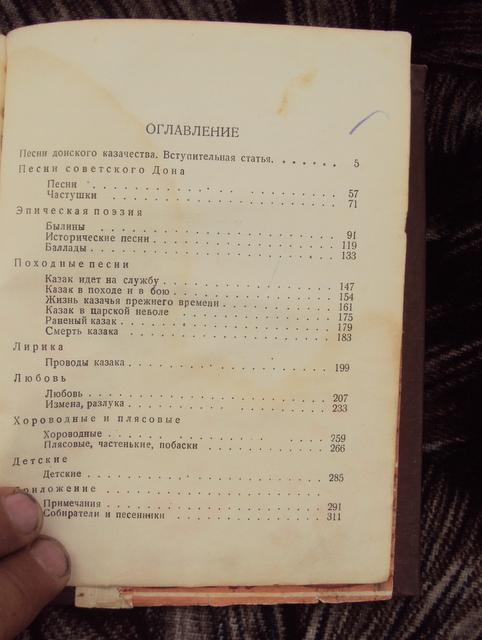 ОГЛАВЛЕНИЕ
Песни донского казачества. Вступительная статья. . . . . . . 5
Песни советского Дона
Песни . . . . . . . . . . . . 57
Частушки . . . . . . . . . . . . 71
Эпическая поэзия
Былины . . . . . . . . . . . . 91
Исторические песни . . . . . . . . . . . . 119
Баллады . . . . . . . . . . . . 133
Походные песни
Казак идет на службу . . . . . . . . . . . . 147
Казак в походе и в бою . . . . . . . . . . . . 154
Жизнь казачья прежнего времени . . . . . . . . . 161
Казак в царской неволе . . . . . . . . . . . . 175
Раненый казак . . . . . . . . . . . . 179
Смерть казака . . . . . . . . . . . . 183
Лирика
Проводы казака . . . . . . . . . . . . 199
Любовь
Любовь . . . . . . . . . . . . 207
Измена, разлука . . . . . . . . . . . . 233
Хороводные и плясовые
Хороводные . . . . . . . . . . . . 259
Плясовые, частенькие, побаски . . . . . . . . . . 266
Детские
Детские . . . . . . . . . . . . 285
риложение . . . . . . . . . . . .
Примечания . . . . . . . . . . . . 291
Собиратели и песенники . . . . . . . . . . . . 311